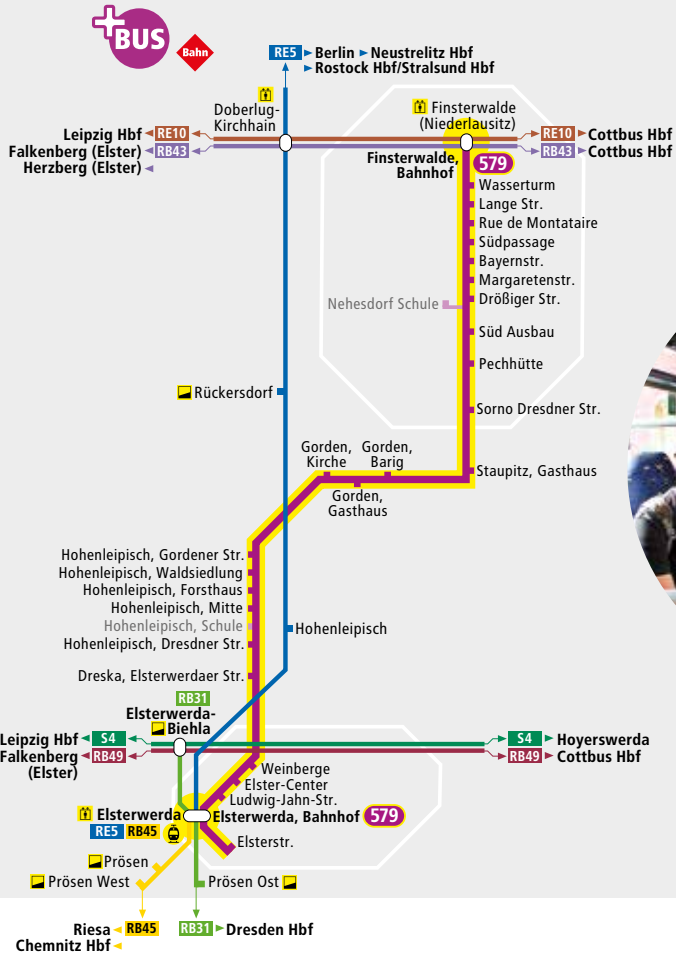 +BUS
Bahn
RE5 Berlin Neustrelitz Hbf
Rostock Hbf/Stralsund Hbf
Doberlug-
Kirchhain
Finsterwalde
(Niederlausitz)
Leipzig Hbf RE10
Falkenberg (Elster) RB43
Herzberg (Elster)
RE10 Cottbus Hbf
RB43 Cottbus Hbf
Finsterwalde,
Bahnhof
579
Wasserturm
Lange Str.
Rue de Montataire
Südpassage
Bayernstr.
Margaretenstr.
Drößiger Str.
Nehesdorf Schule
Süd Ausbau
Pechhütte
Rückersdorf
Sorno Dresdner Str.
Gorden,
Kirche
Gorden,
Barig
Gorden,
Gasthaus
Staupitz, Gasthaus
Hohenleipisch, Gordener Str.
Hohenleipisch, Waldsiedlung
Hohenleipisch, Forsthaus
Hohenleipisch, Mitte
Hohenleipisch, Schule
Hohenleipisch, Dresdner Str.
Hohenleipisch
Dreska, Elsterwerdaer Str.
RB31
Elsterwerda-
Biehla
Leipzig Hbf S4
Falkenberg RB49
(Elster)
S4 Hoyerswerda
RB49 Cottbus Hbf
Weinberge
Elster-Center
Ludwig-Jahn-Str.
Elsterwerda
RE5 RB45
Elsterwerda, Bahnhof 579
Elsterstr.
Prösen
Prösen West
Prösen Ost
Riesa RB45
Chemnitz Hbf
RB31 Dresden Hbf